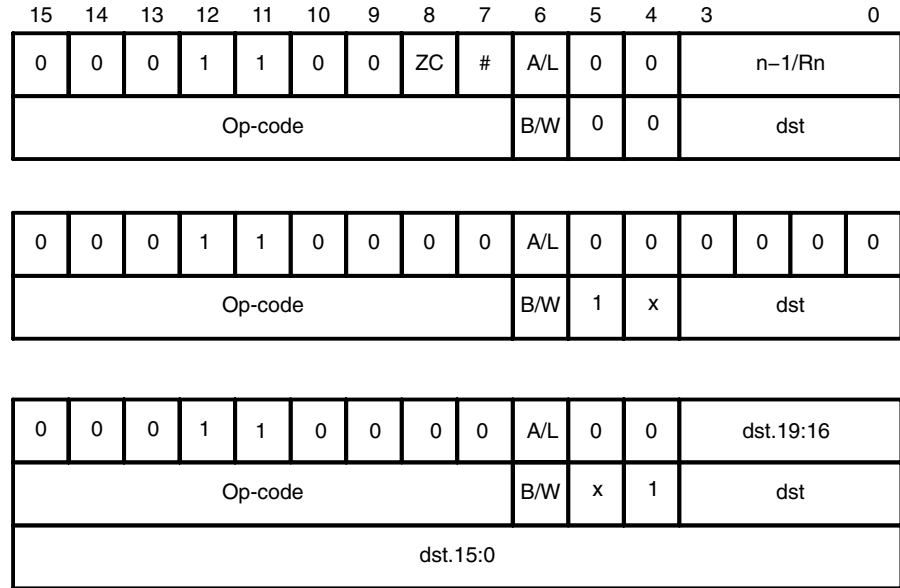 15 14 13 12 11 10 9 8 7 6 5 4 3 0
0 0 0 1 1 0 0 ZC # A/L 0 0 n−1/Rn
Op-code B/W 0 0 dst
0 0 0 1 1 0 0 0 0 A/L 0 0 0 0 0 0
Op-code B/W 1 x dst
0 0 0 1 1 0 0 0 0 A/L 0 0 dst.19:16
Op-code B/W x 1 dst
dst.15:0